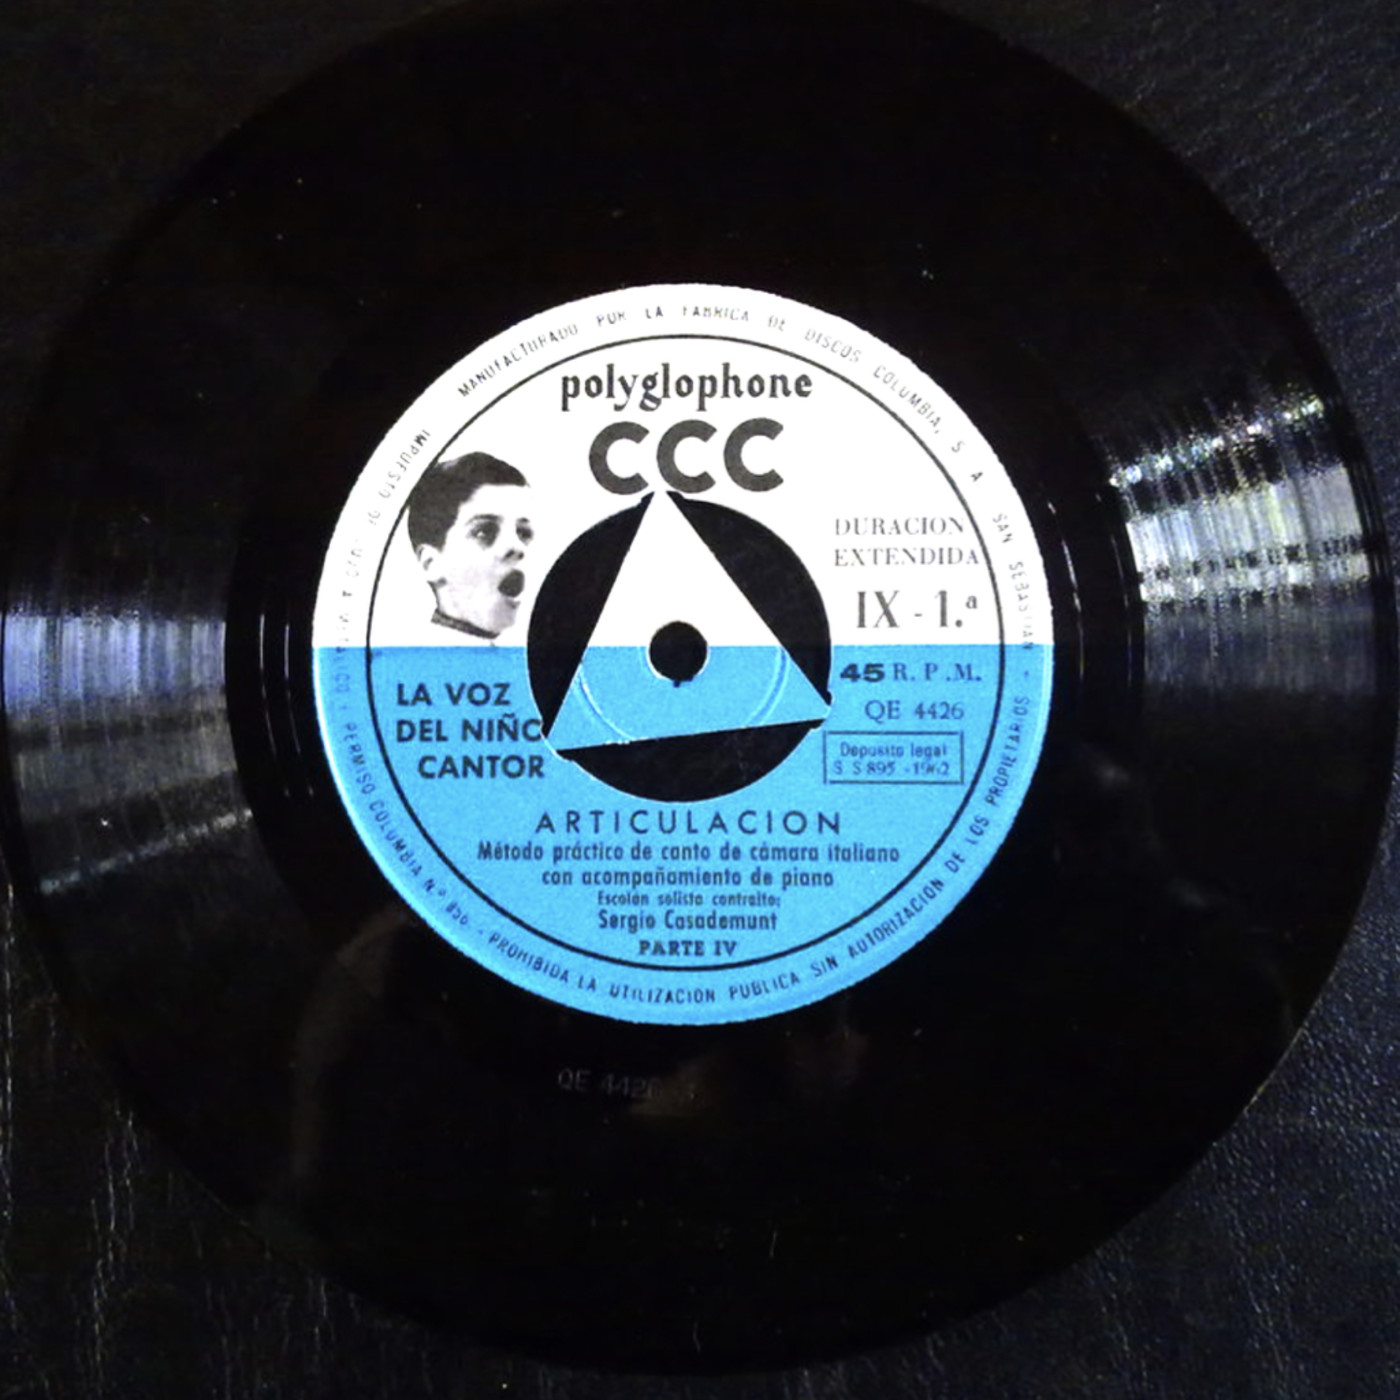 MANUFACTURADO POR LA FABRICA DE DISCOS COLUMBIA, S. A. SAN SEBASTIAN -
polyglophone
CCC
DURACION
EXTENDIDA
IX - 1.ª
45 R. P. M.
QE 4426
Deposito legal
S S 895 - 1962
LA VOZ
DEL NIÑO
CANTOR
ARTICULACION
Método práctico de canto de cámara italiano
con acompañamiento de piano
Escolán solista contralto:
Sergio Casademunt
PARTE IV
IMPUESTO DE LUJO
PERMISO COLUMBIA N.º 856 - PROHIBIDA LA UTILIZACION PUBLICA SIN AUTORIZACION DE LOS PROPIETARIOS -
QE 4426